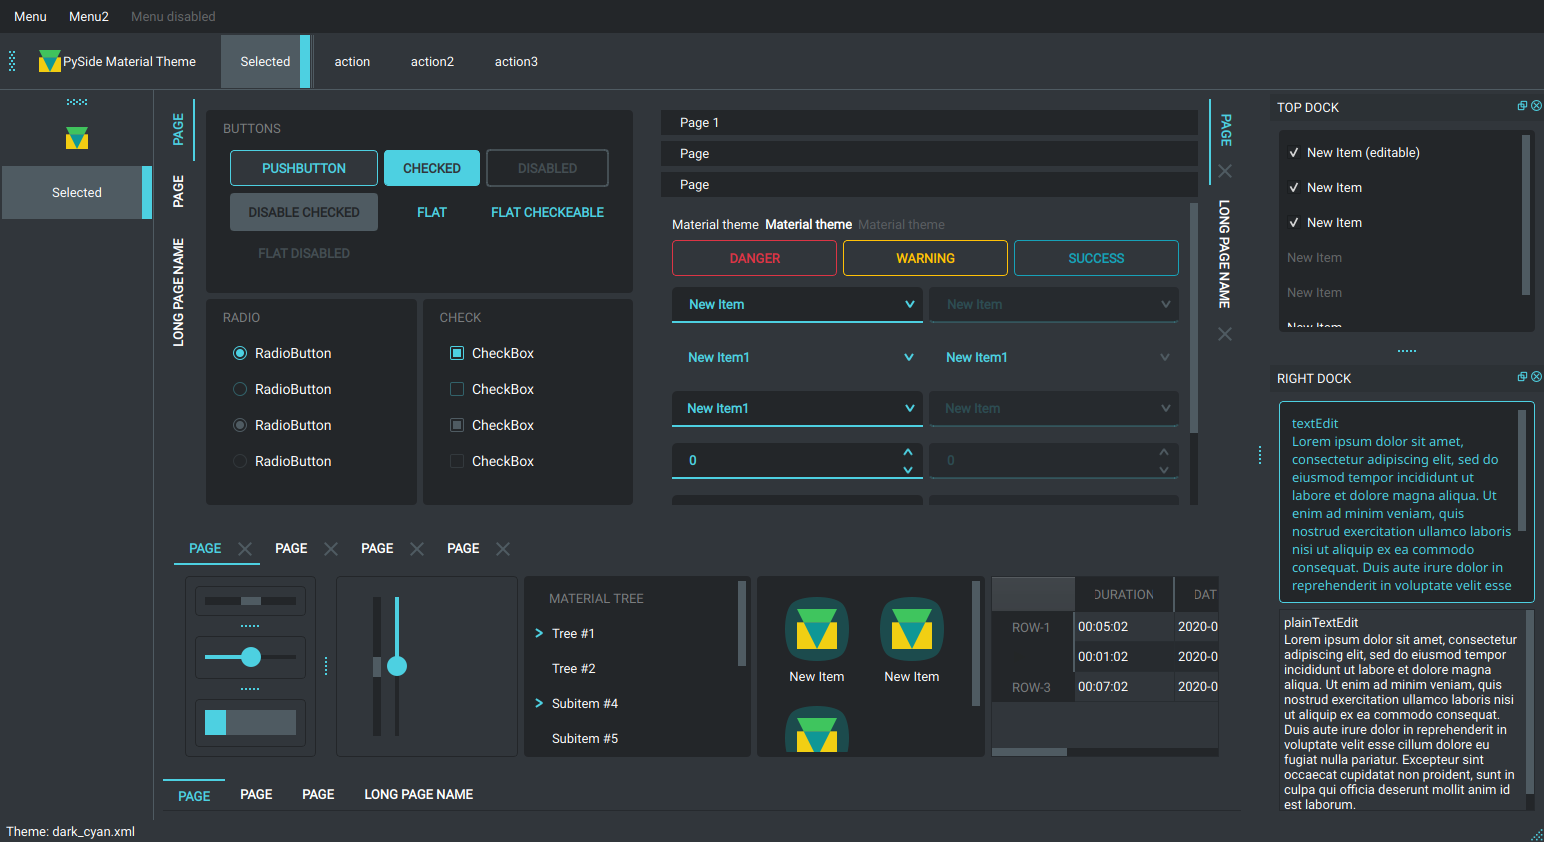 Menu Menu2 Menu disabled
PySide Material Theme Selected action action2 action3
Selected
PAGE
PAGE
LONG PAGE NAME
BUTTONS
PUSHBUTTON CHECKED DISABLED
DISABLE CHECKED FLAT FLAT CHECKEABLE
FLAT DISABLED
RADIO
RadioButton
RadioButton
RadioButton
RadioButton
CHECK
CheckBox
CheckBox
CheckBox
CheckBox
Page 1
Page
Page
Material theme Material theme Material theme
DANGER WARNING SUCCESS
New Item New Item
New Item1 New Item1
New Item1 New Item
0 0
PAGE
LONG PAGE NAME
TOP DOCK
New Item (editable)
New Item
New Item
New Item
New Item
New Item
RIGHT DOCK
textEdit
Lorem ipsum dolor sit amet,
consectetur adipiscing elit, sed do
eiusmod tempor incididunt ut
labore et dolore magna aliqua. Ut
enim ad minim veniam, quis
nostrud exercitation ullamco laboris
nisi ut aliquip ex ea commodo
consequat. Duis aute irure dolor in
reprehenderit in voluptate velit esse
plainTextEdit
Lorem ipsum dolor sit amet, consectetur
adipiscing elit, sed do eiusmod tempor
incididunt ut labore et dolore magna
aliqua. Ut enim ad minim veniam, quis
nostrud exercitation ullamco laboris nisi
ut aliquip ex ea commodo consequat.
Duis aute irure dolor in reprehenderit in
voluptate velit esse cillum dolore eu
fugiat nulla pariatur. Excepteur sint
occaecat cupidatat non proident, sunt in
culpa qui officia deserunt mollit anim id
est laborum.
PAGE PAGE PAGE PAGE
MATERIAL TREE
Tree #1
Tree #2
Subitem #4
Subitem #5
New Item New Item
DURATION DAT
ROW-1 00:05:02 2020-0
00:01:02 2020-0
ROW-3 00:07:02 2020-0
PAGE PAGE PAGE LONG PAGE NAME
Theme: dark_cyan.xml